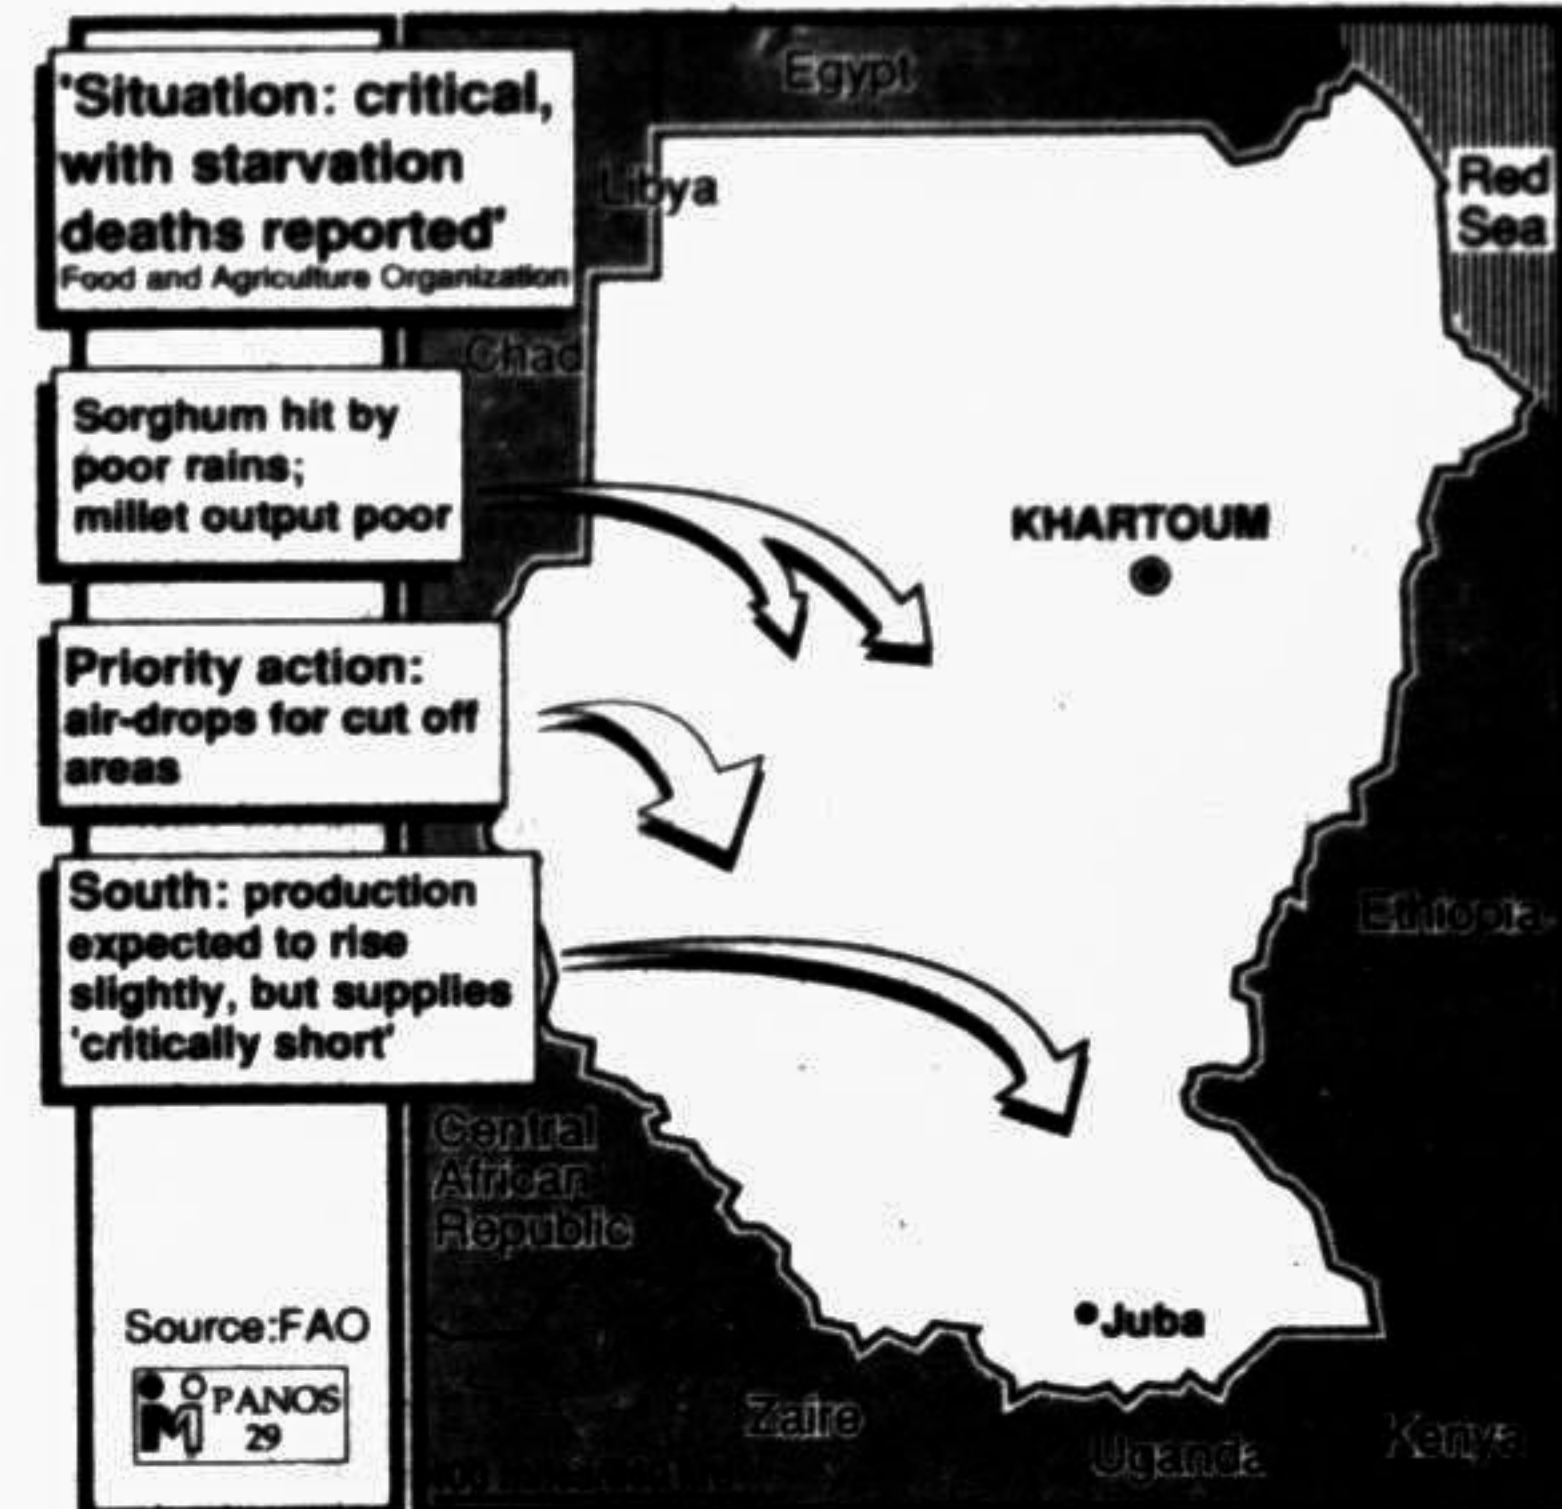 'Situation: critical,
with starvation
deaths reported'
Food and Agriculture Organization
Sorghum hit by
poor rains;
millet output poor
Priority action:
air-drops for cut off
areas
South: production
expected to rise
slightly, but supplies
'critically short'
Source:FAO
PANOS
29
Egypt
Libya
Red
Sea
Chad
KHARTOUM
Ethiopia
Central
African
Republic
Juba
Zaire
Uganda
Kenya